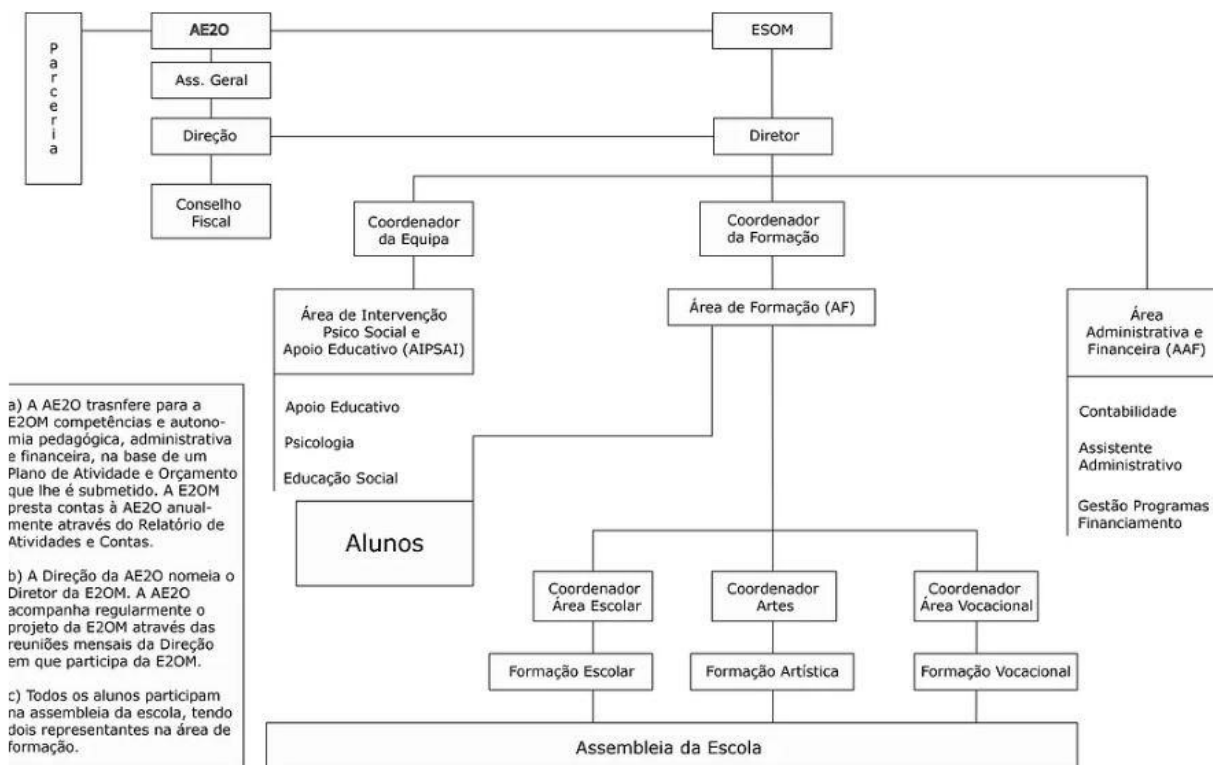 P
a
r
c
e
r
i
a
AE2O
ESOM
Ass. Geral
Direção
Diretor
Conselho
Fiscal
Coordenador
da Equipa
Coordenador
da Formação
Área de Intervenção
Psico Social e
Apoio Educativo (AIPSAI)
Área de Formação (AF)
Área
Administrativa e
Financeira (AAF)
Apoio Educativo
Psicologia
Educação Social
Contabilidade
Assistente
Administrativo
Gestão Programas
Financiamento
Alunos
a) A AE2O trasnfere para a
E2OM competências e autono-
mia pedagógica, administrativa
e financeira, na base de um
Plano de Atividade e Orçamento
que lhe é submetido. A E2OM
presta contas à AE2O anual-
mente através do Relatório de
Atividades e Contas.
b) A Direção da AE2O nomeia o
Diretor da E2OM. A AE2O
acompanha regularmente o
projeto da E2OM através das
reuniões mensais da Direção
em que participa da E2OM.
c) Todos os alunos participam
na assembleia da escola, tendo
dois representantes na área de
formação.
Coordenador
Área Escolar
Coordenador
Artes
Coordenador
Área Vocacional
Formação Escolar
Formação Artística
Formação Vocacional
Assembleia da Escola